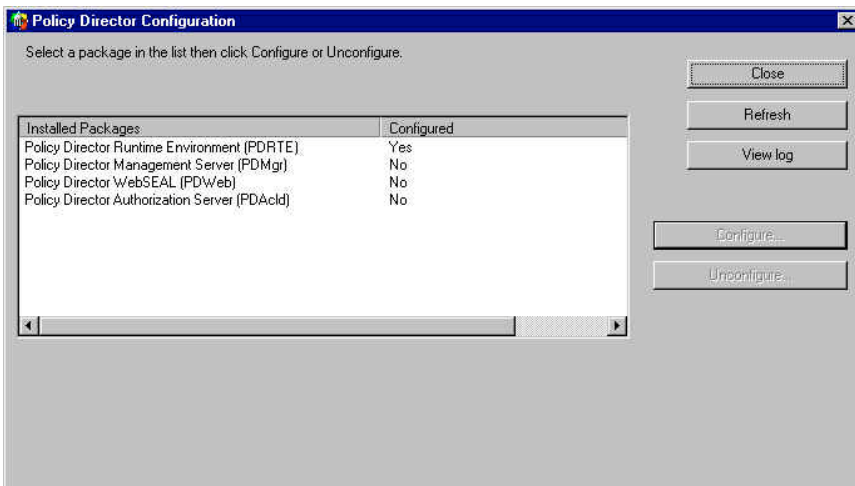 Policy Director Configuration
Select a package in the list then click Configure or Unconfigure.
Close
Refresh
View log
Installed Packages Configured
Policy Director Runtime Environment (PDRTE) Yes
Policy Director Management Server (PDMgr) No
Policy Director WebSEAL (PDWeb) No
Policy Director Authorization Server (PDAcld) No
Configure...
Unconfigure...